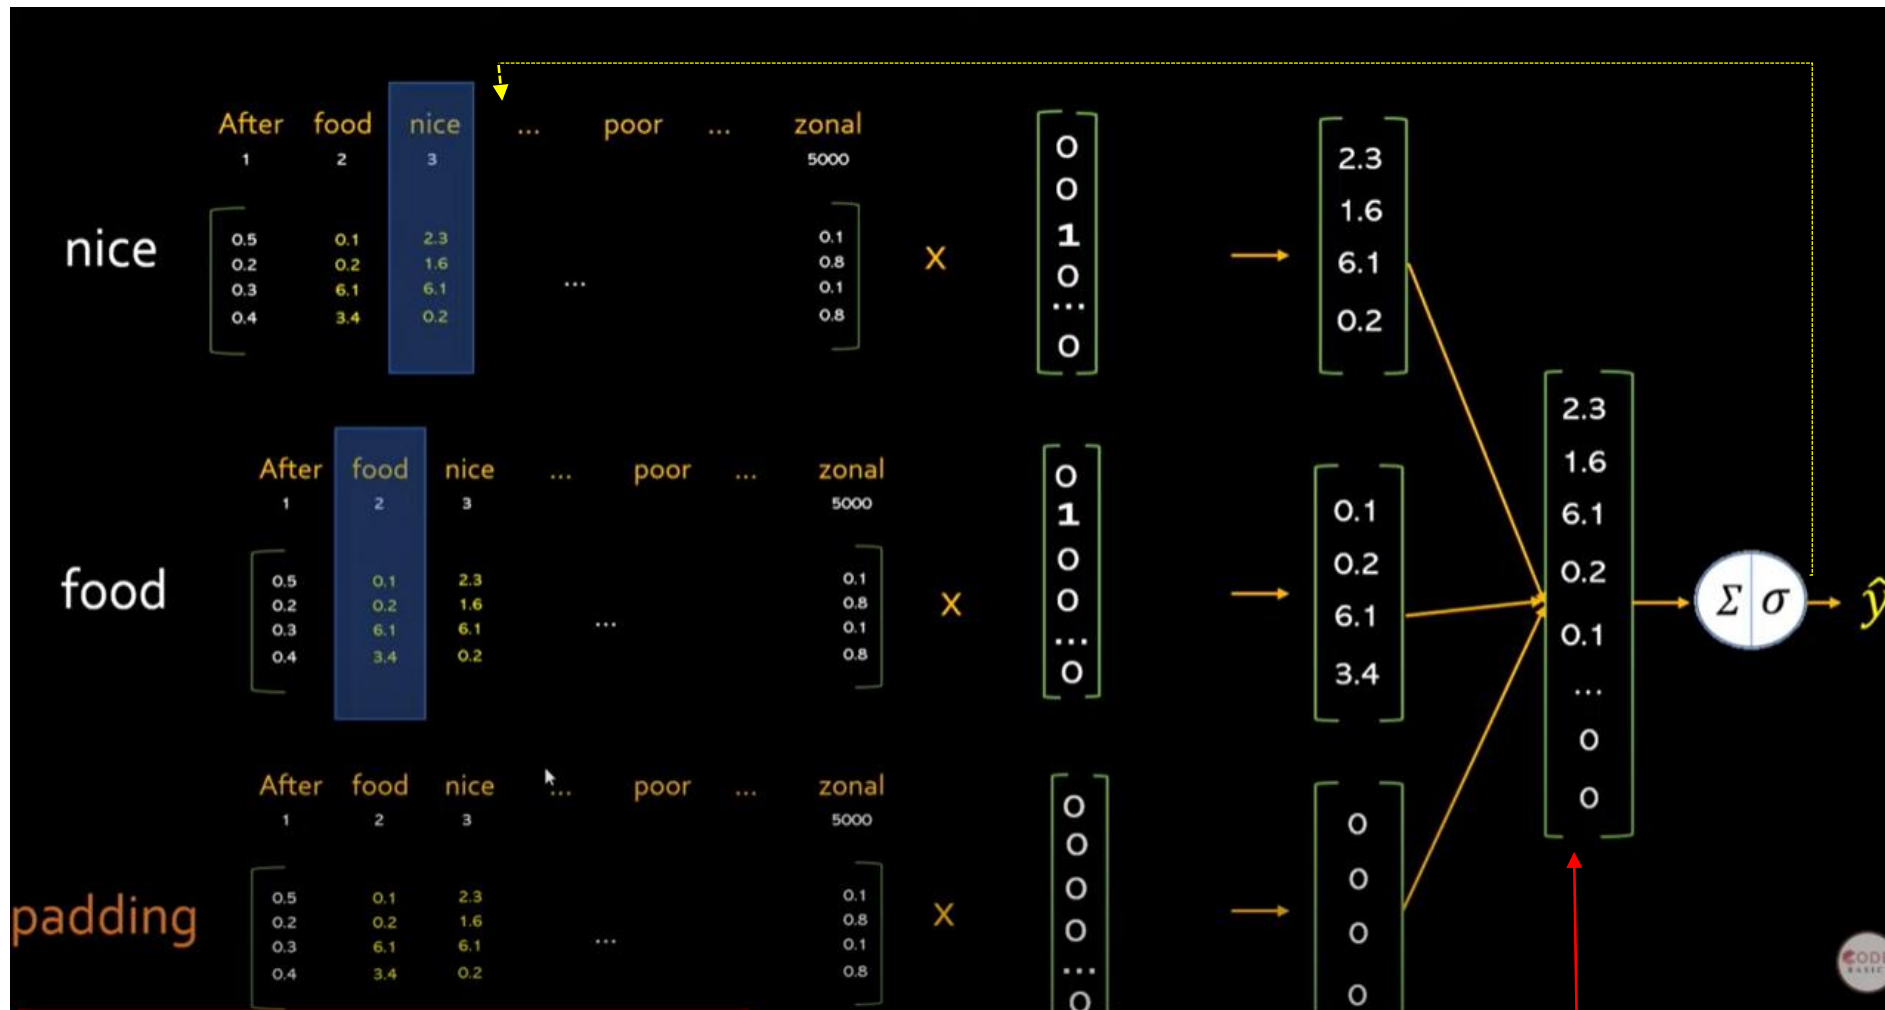 After food nice ... poor ... zonal
1 2 3 5000
nice
0.5 0.1 2.3 0.1
0.2 0.2 1.6 0.8
0.3 6.1 6.1 ... 0.1
0.4 3.4 0.2 0.8
X
0
0
1
0
...
0
2.3
1.6
6.1
0.2
After food nice ... poor ... zonal
1 2 3 5000
food
0.5 0.1 2.3 0.1
0.2 0.2 1.6 0.8
0.3 6.1 6.1 ... 0.1
0.4 3.4 0.2 0.8
X
0
1
0
0
...
0
0.1
0.2
6.1
3.4
After food nice ... poor ... zonal
1 2 3 5000
padding
0.5 0.1 2.3 0.1
0.2 0.2 1.6 0.8
0.3 6.1 6.1 ... 0.1
0.4 3.4 0.2 0.8
X
0
0
0
0
...
0
0
0
0
0
2.3
1.6
6.1
0.2
0.1
...
0
0
Σ σ
ŷ
CODE
BASICS